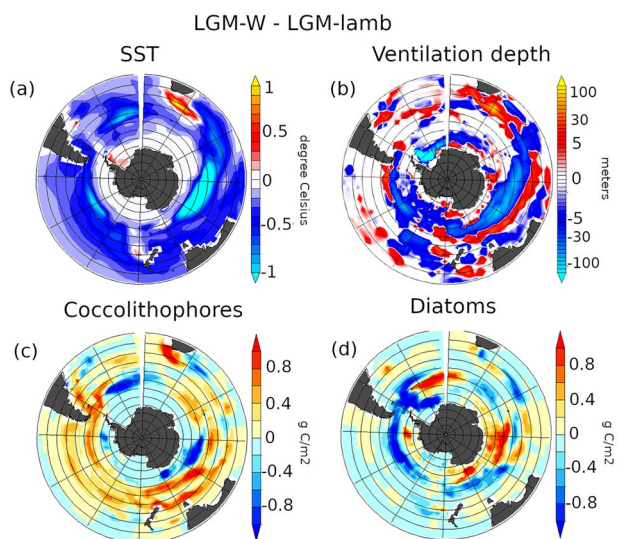 LGM-W - LGM-lamb
SST
Ventilation depth
(a)
1
0.5
0
-0.5
-1
degree Celsius
(b)
100
30
5
-5
-30
-100
meters
Coccolithophores
Diatoms
(c)
0.8
0.4
0
-0.4
-0.8
g C/m2
(d)
0.8
0.4
0
-0.4
-0.8
g C/m2